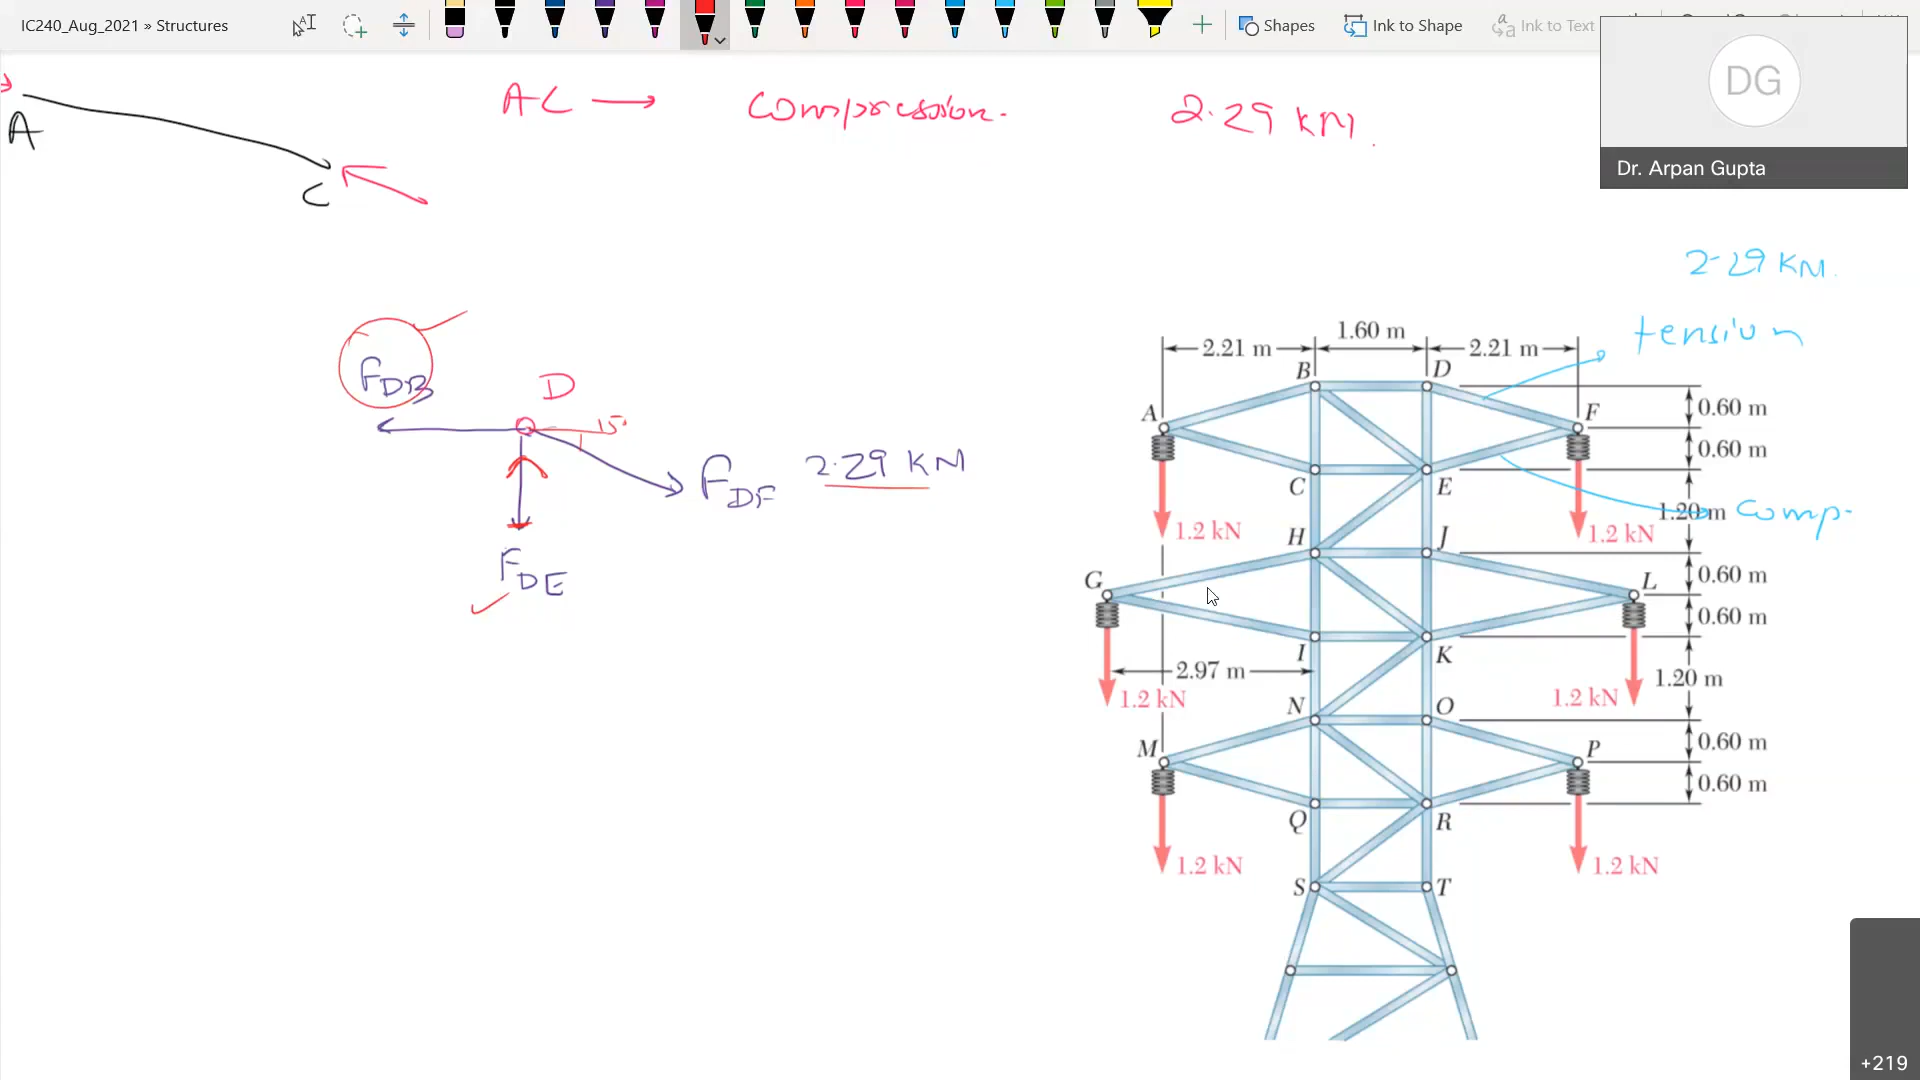 IC240_Aug_2021 » Structures
Shapes
Ink to Shape
Ink to Text
DG
Dr. Arpan Gupta
AC → Compression. 2.29 KN.
A
C
2.29 KN.
tension
comp.
FDB
D
15°
FDF 2.29 KN
FDE
2.21 m 1.60 m 2.21 m
B D
A F
0.60 m
0.60 m
C E
1.20 m
1.2 kN 1.2 kN
H J
G L
0.60 m
0.60 m
I K
2.97 m
1.20 m
1.2 kN 1.2 kN
N O
M P
0.60 m
0.60 m
Q R
1.2 kN 1.2 kN
S T
+219